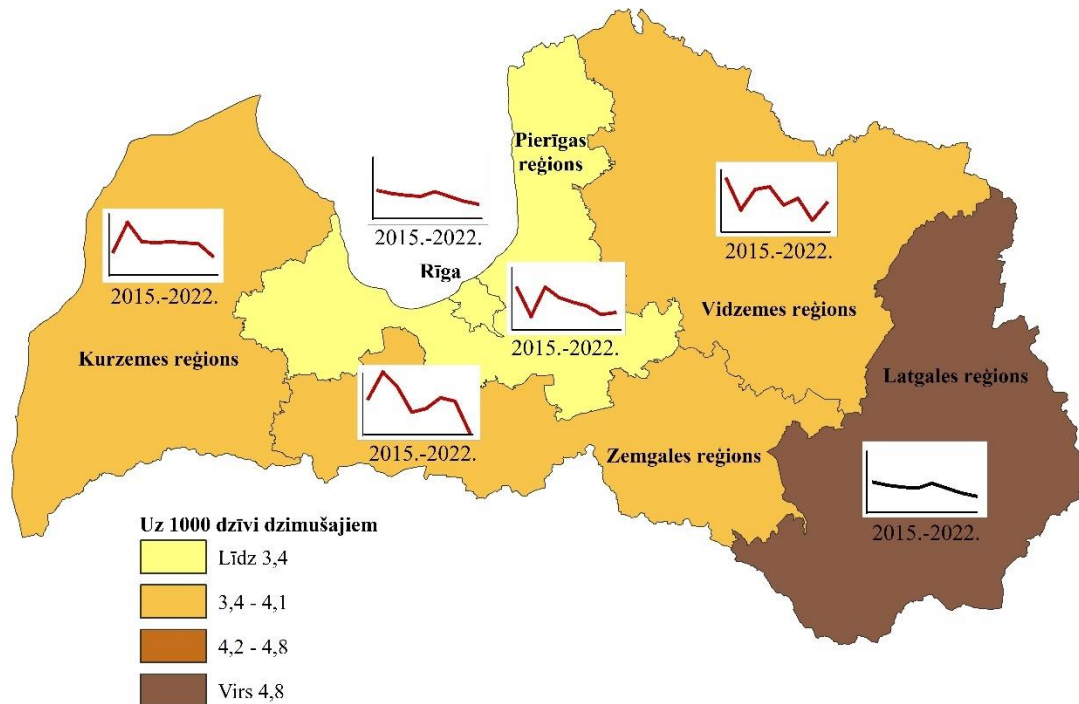 Pierīgas
reģions
2015.-2022.
Rīga
2015.-2022.
2015.-2022.
Vidzemes reģions
2015.-2022.
Kurzemes reģions
Latgales reģions
2015.-2022.
Zemgales reģions
2015.-2022.
Uz 1000 dzīvi dzimušajiem
Līdz 3,4
3,4 - 4,1
4,2 - 4,8
Virs 4,8